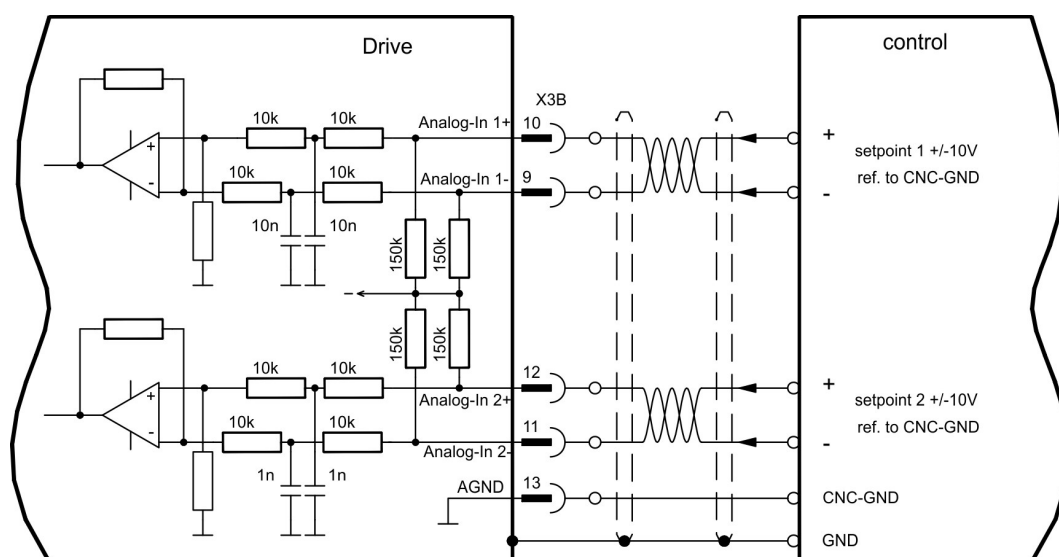 Drive
control
10k
10k
Analog-In 1+
X3B
10
+
-
+
setpoint 1 +/-10V
ref. to CNC-GND
-
10k
10k
Analog-In 1-
9
10n
10n
150k
150k
150k
150k
10k
10k
12
Analog-In 2+
+
-
+
setpoint 2 +/-10V
ref. to CNC-GND
-
10k
10k
11
Analog-In 2-
1n
1n
AGND
13
CNC-GND
GND